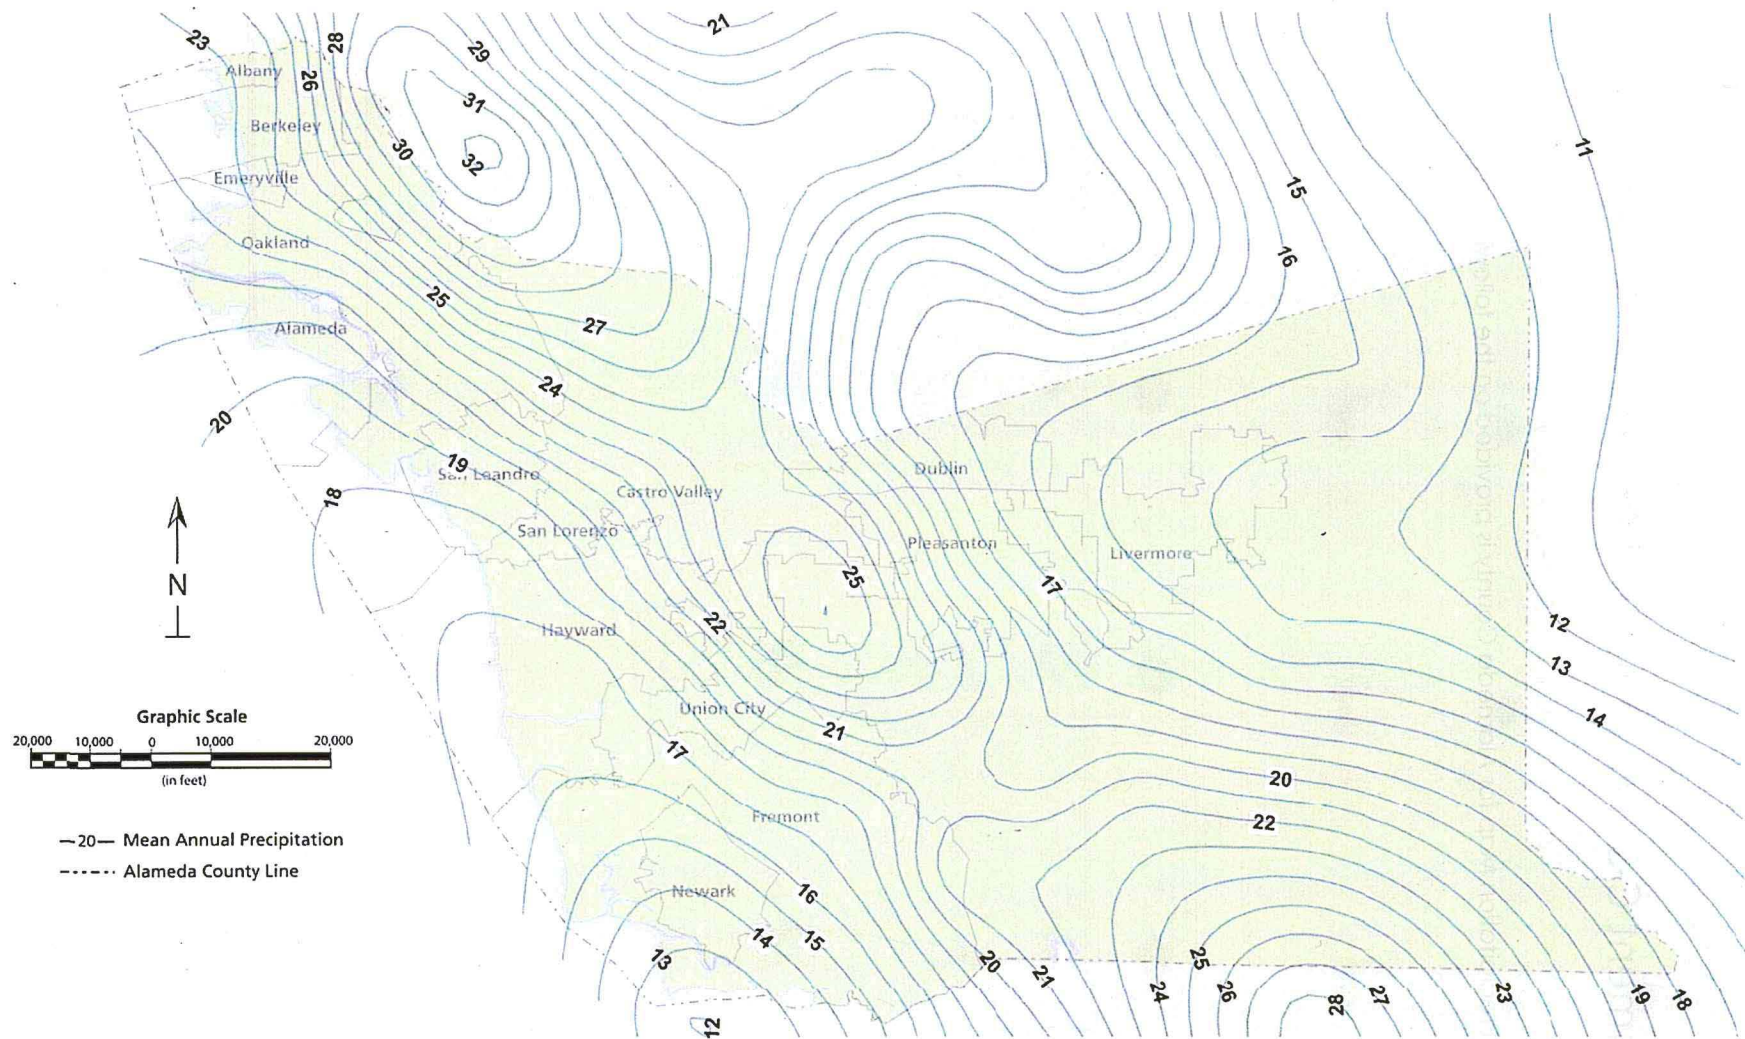 21
23
28
29
Albany
26
31
Berkeley
30
32
11
Emeryville
15
Oakland
16
25
27
Alameda
24
20
19
San Leandro
18
Castro Valley
Dublin
San Lorenzo
Pleasanton
Livermore
25
17
N
Hayward
22
12
13
Union City
14
Graphic Scale
21
20,000 10,000 0 10,000 20,000
17
(in feet)
20
Fremont
22
—20— Mean Annual Precipitation
Alameda County Line
Newark
16
14
15
13
20
21
25
24
26
28
27
23
19
18
12